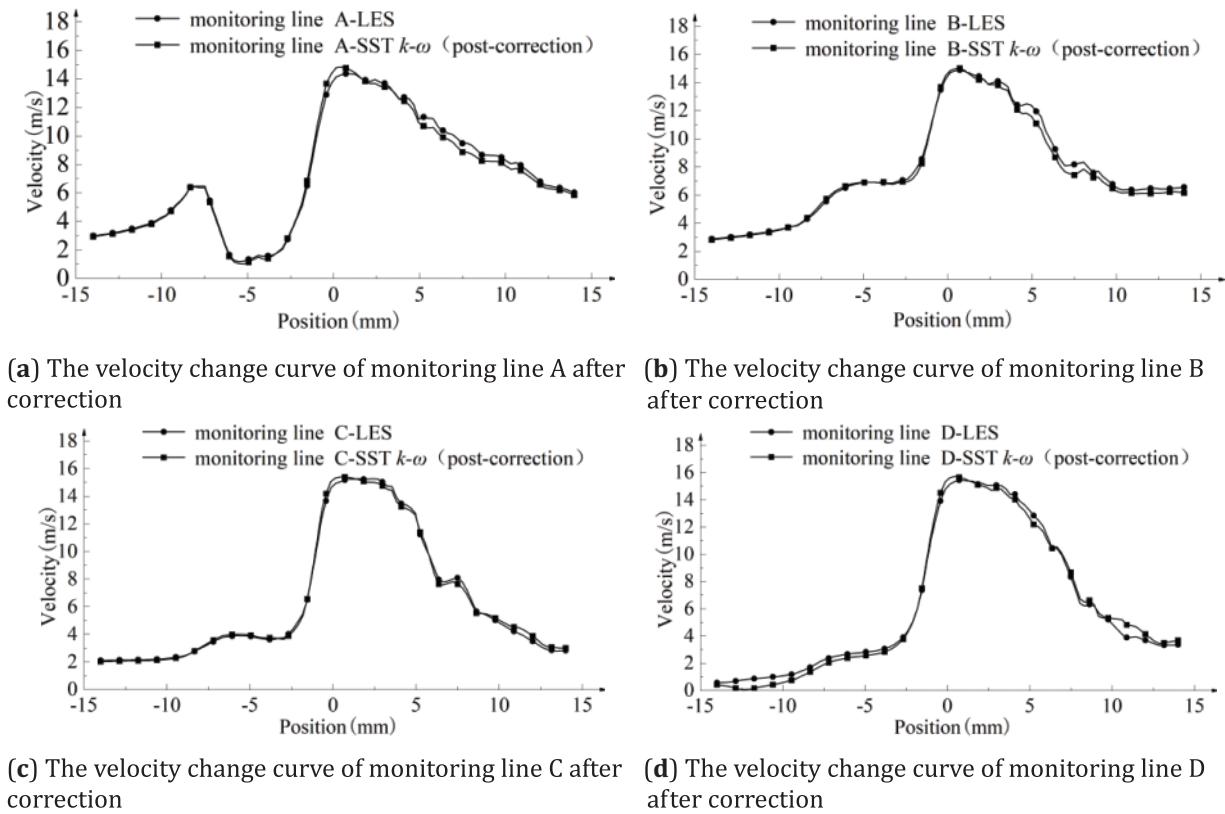 monitoring line A-LES
monitoring line A-SST k-ω (post-correction)
18
16
14
12
10
8
6
4
2
0
Velocity(m/s)
-15 -10 -5 0 5 10 15
Position(mm)
(a) The velocity change curve of monitoring line A after
correction
monitoring line B-LES
monitoring line B-SST k-ω (post-correction)
18
16
14
12
10
8
6
4
2
0
Velocity(m/s)
-15 -10 -5 0 5 10 15
Position(mm)
(b) The velocity change curve of monitoring line B
after correction
monitoring line C-LES
monitoring line C-SST k-ω (post-correction)
18
16
14
12
10
8
6
4
2
0
Velocity(m/s)
-15 -10 -5 0 5 10 15
Position(mm)
(c) The velocity change curve of monitoring line C after
correction
monitoring line D-LES
monitoring line D-SST k-ω (post-correction)
18
16
14
12
10
8
6
4
2
0
Velocity(m/s)
-15 -10 -5 0 5 10 15
Position(mm)
(d) The velocity change curve of monitoring line D
after correction